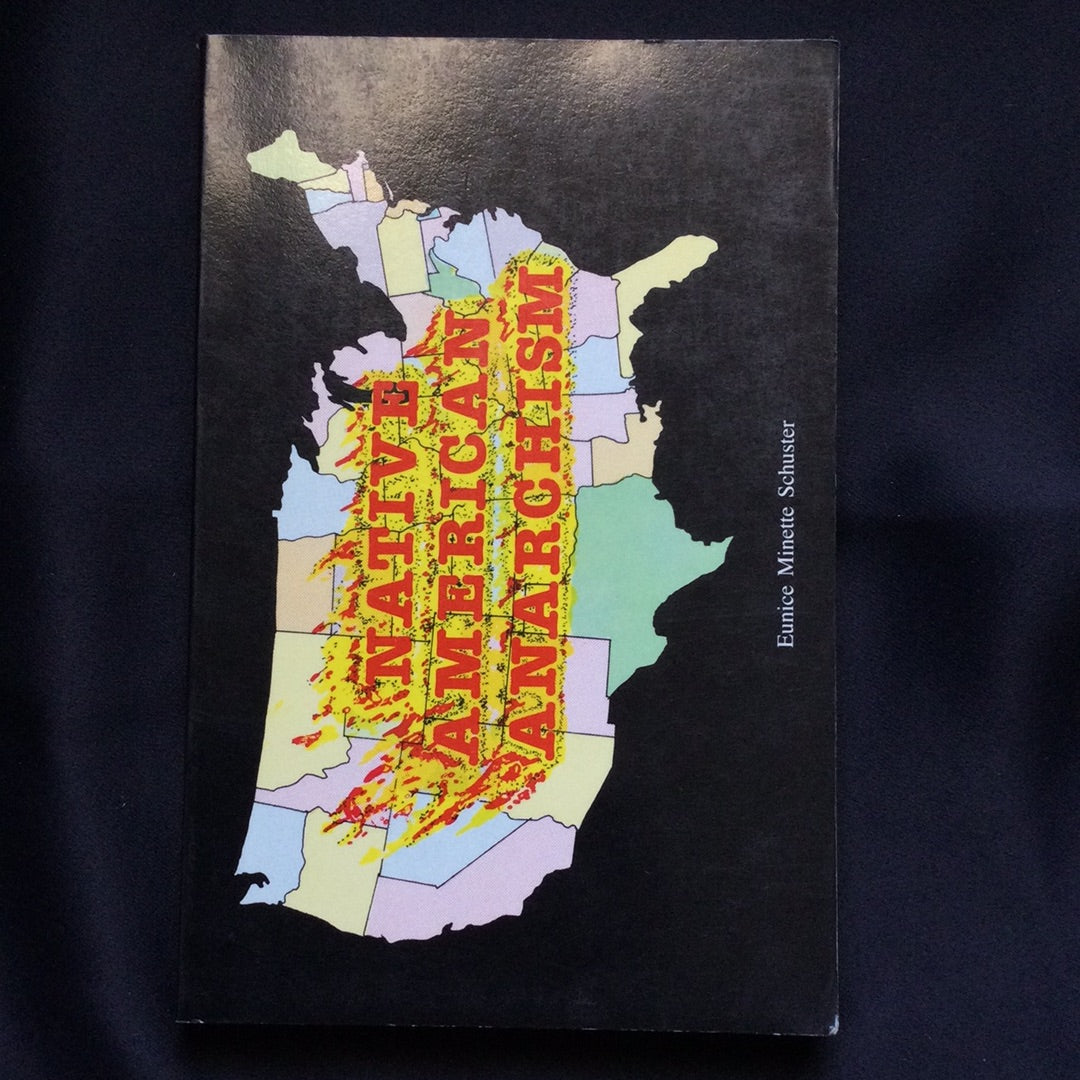 NATIVE
AMERICAN
ANARCHISM
Eunice Minette Schuster